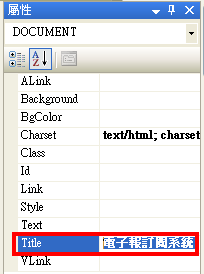 屬性
DOCUMENT
ALink
Background
BgColor
Charset text/html; charset
Class
Id
Link
Style
Text
Title 電子報訂閱系統
VLink